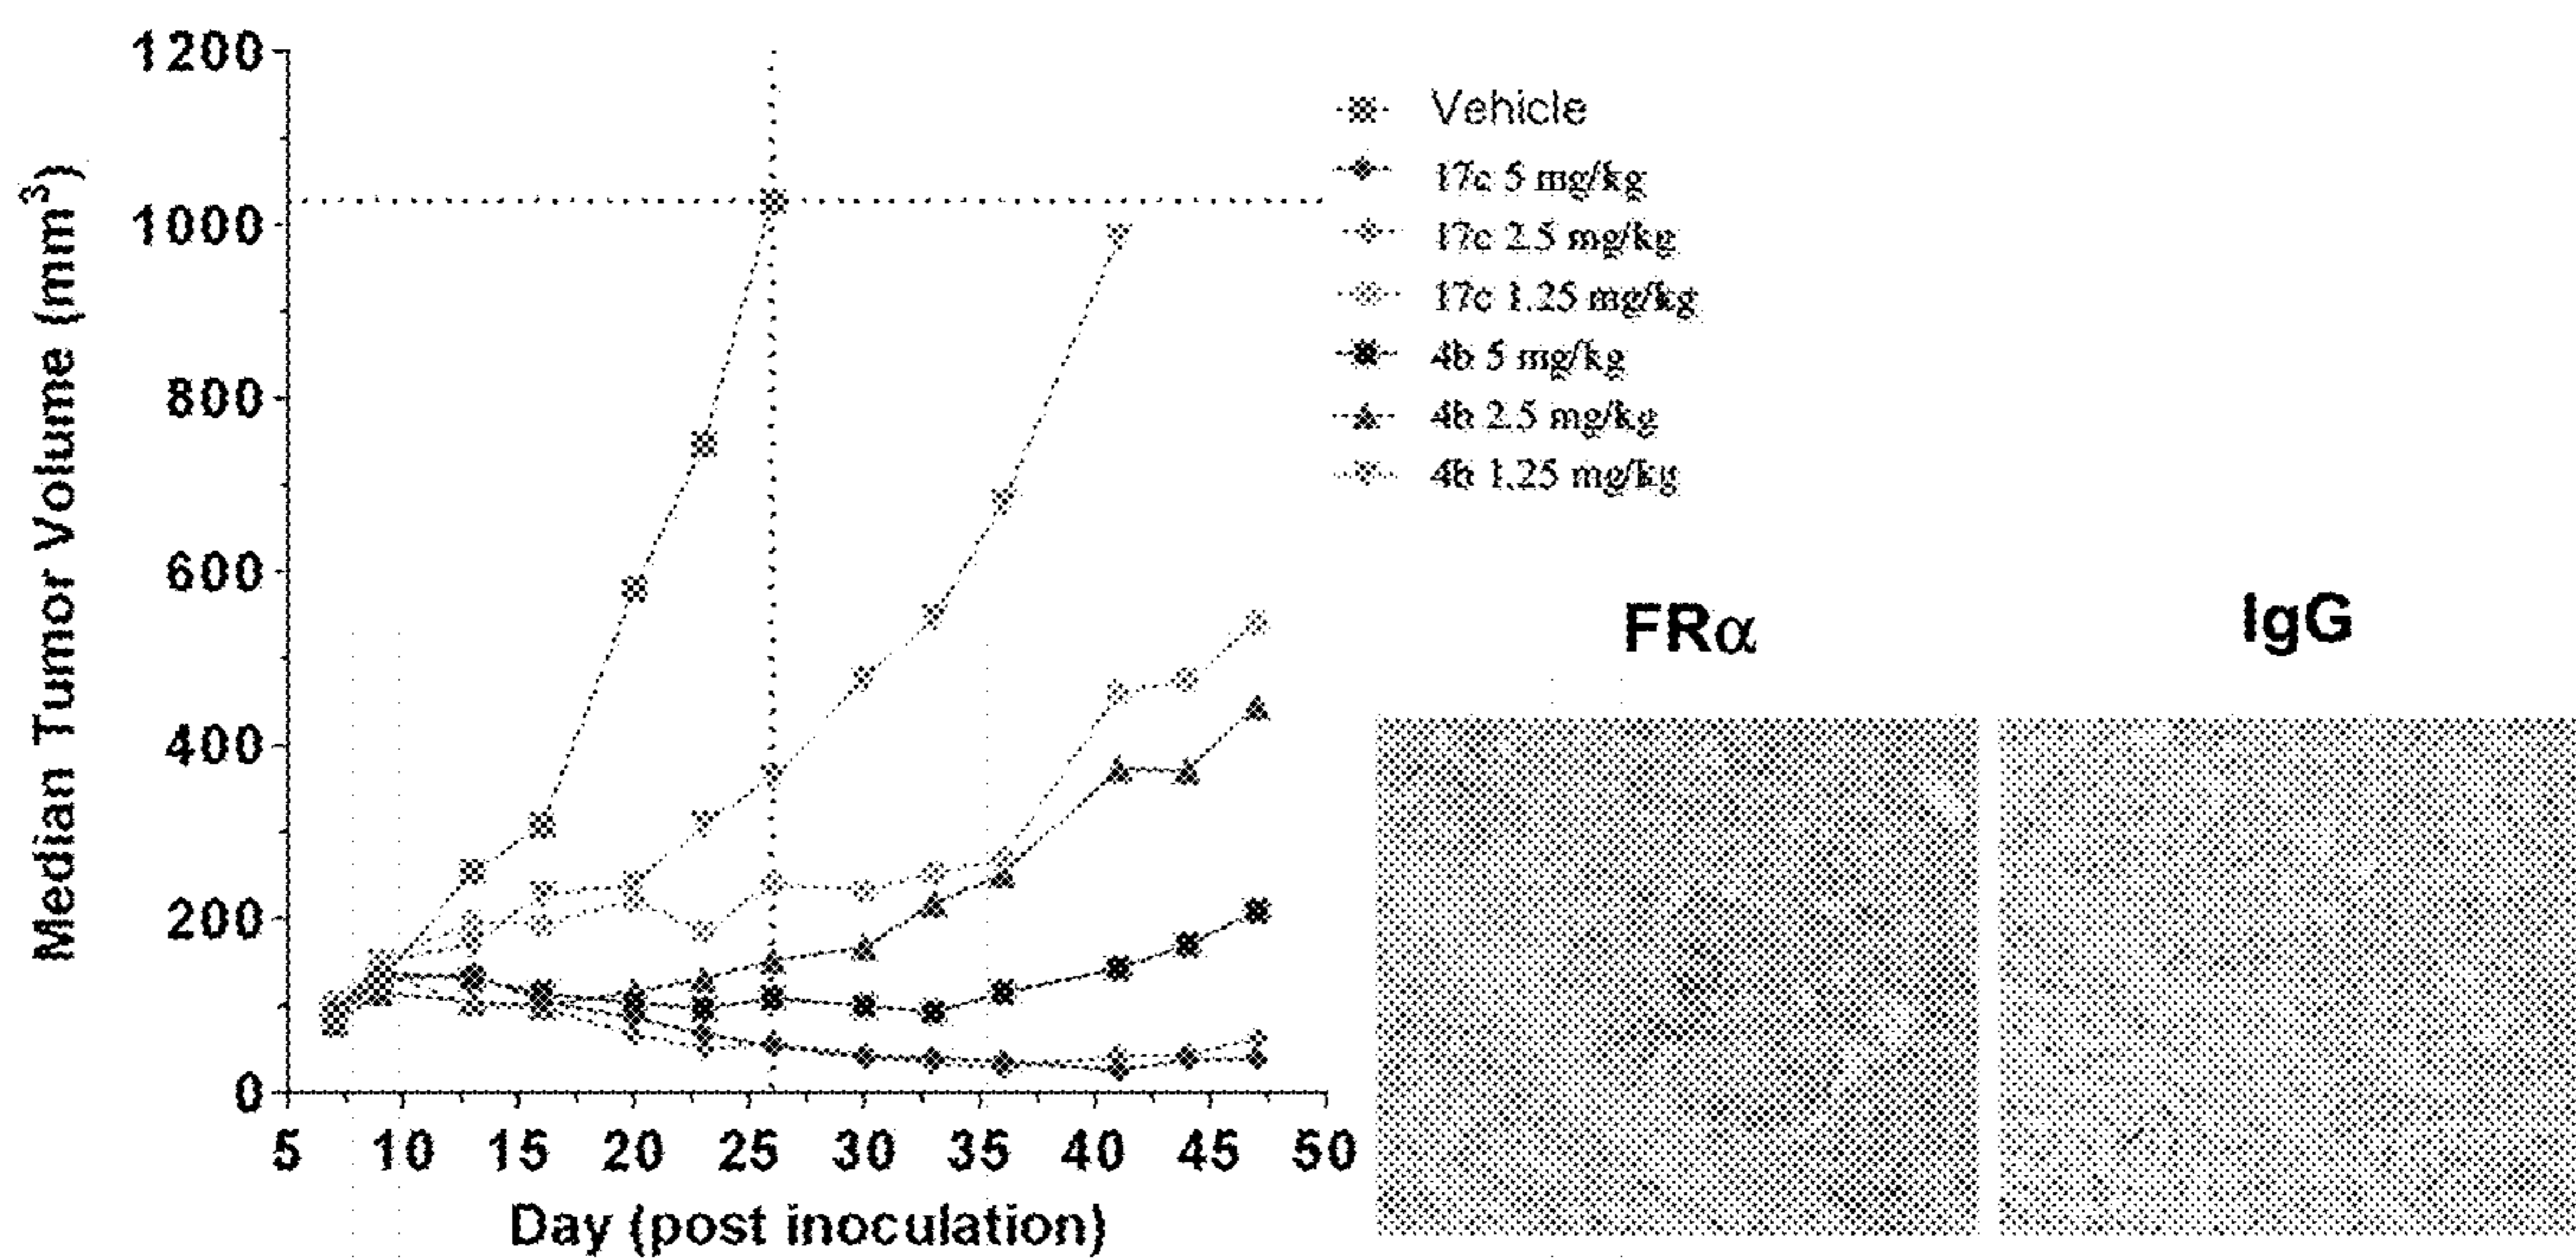 Median Tumor Volume (mm³)
1200
1000
800
600
400
200
0
5 10 15 20 25 30 35 40 45 50
Day (post inoculation)
Vehicle
17c 5 mg/kg
17c 2.5 mg/kg
17c 1.25 mg/kg
4b 5 mg/kg
4b 2.5 mg/kg
4b 1.25 mg/kg
FRα
IgG